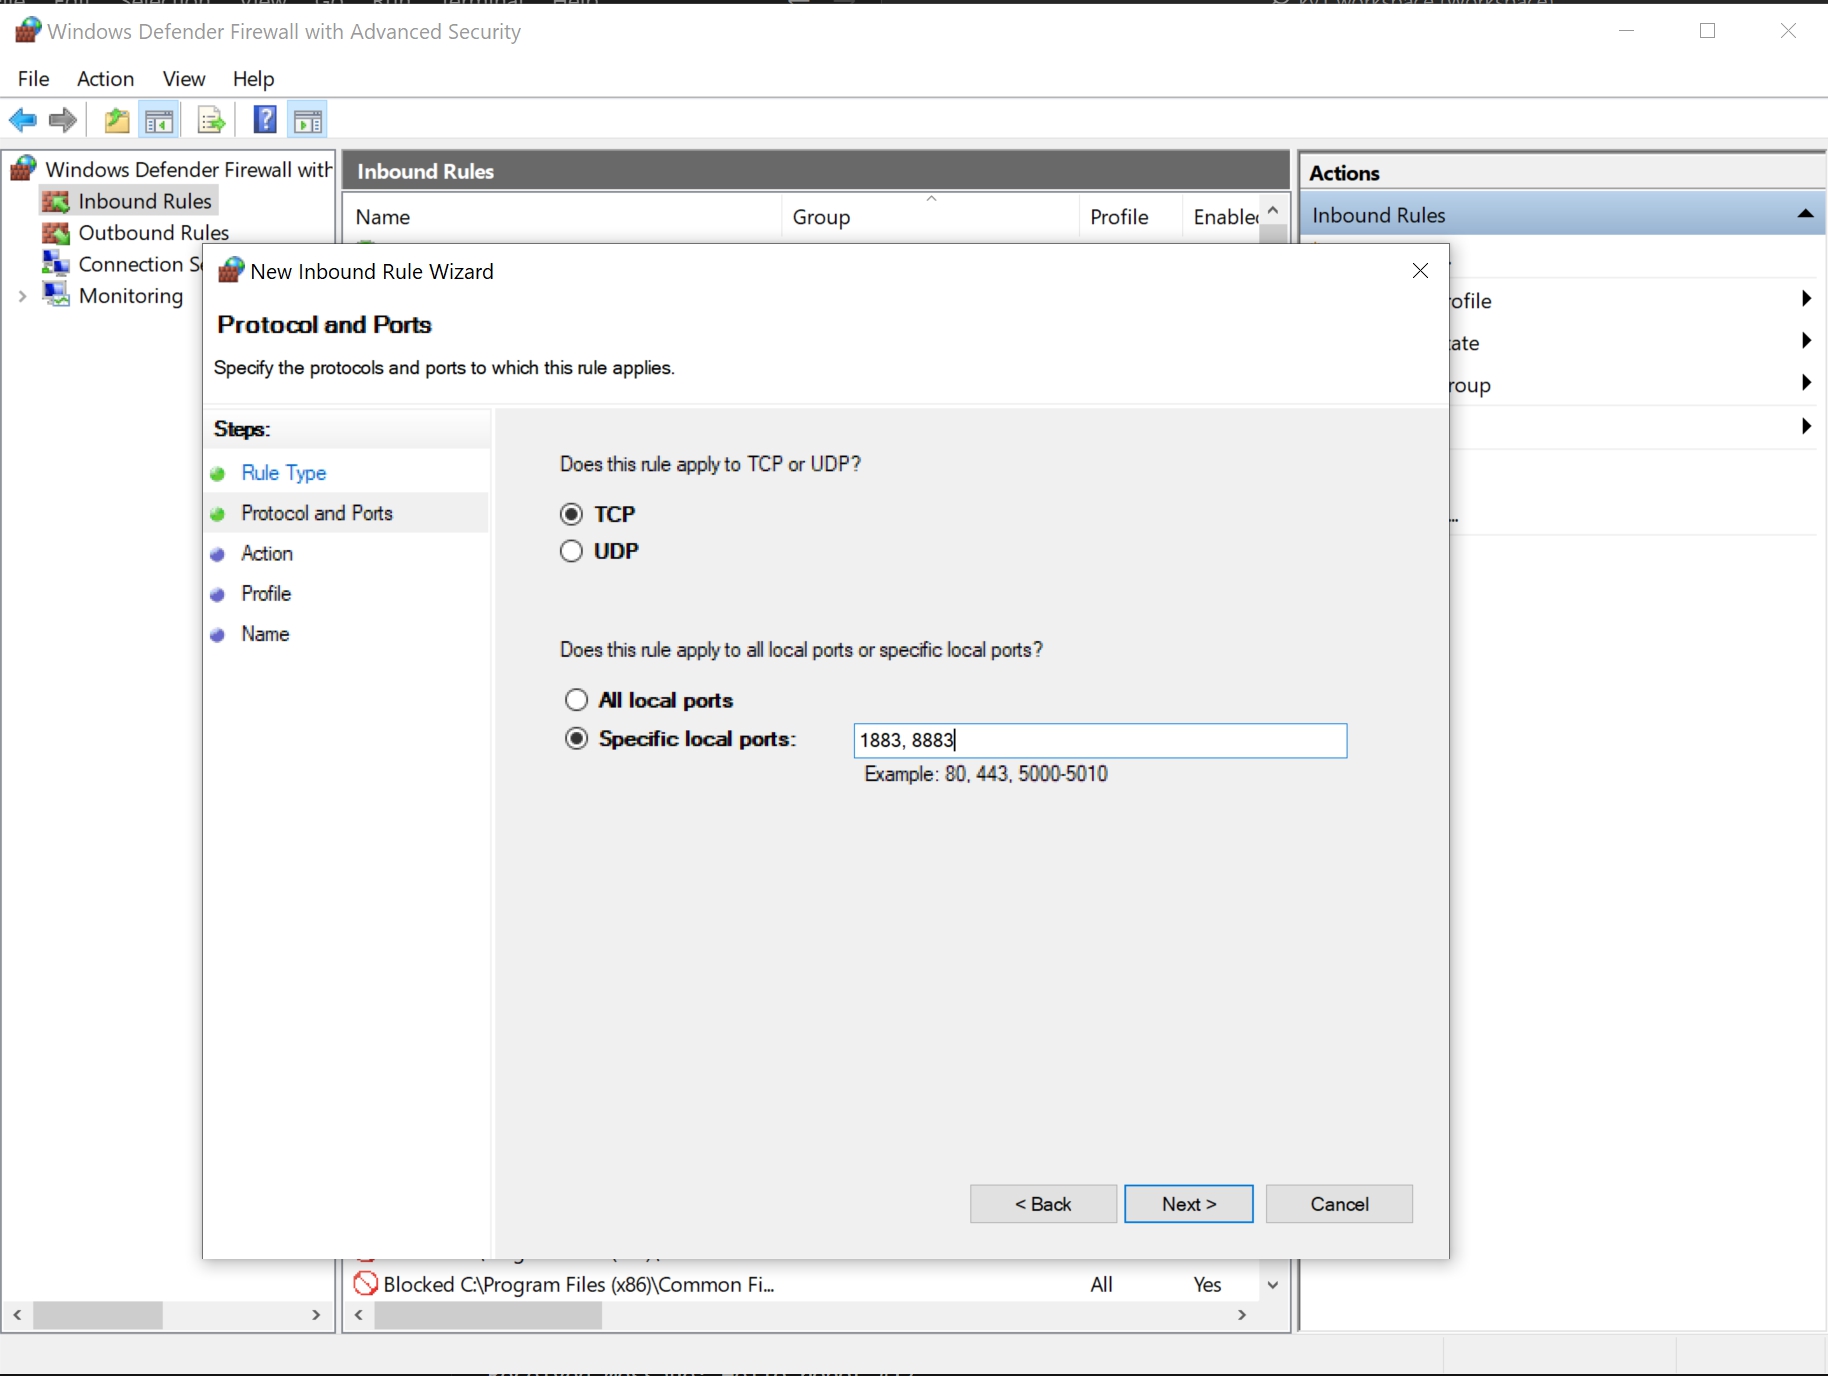 Windows Defender Firewall with Advanced Security
File Action View Help
Windows Defender Firewall with
Inbound Rules
Outbound Rules
Connection
Monitoring
Inbound Rules
Name Group Profile Enabled
Actions
Inbound Rules
New Inbound Rule Wizard
Protocol and Ports
Specify the protocols and ports to which this rule applies.
Steps:
Rule Type
Protocol and Ports
Action
Profile
Name
Does this rule apply to TCP or UDP?
TCP
UDP
Does this rule apply to all local ports or specific local ports?
All local ports
Specific local ports: 1883, 8883
Example: 80, 443, 5000-5010
< Back Next > Cancel
ofile
ate
roup
...
Blocked C:\Program Files (x86)\Common Fi... All Yes